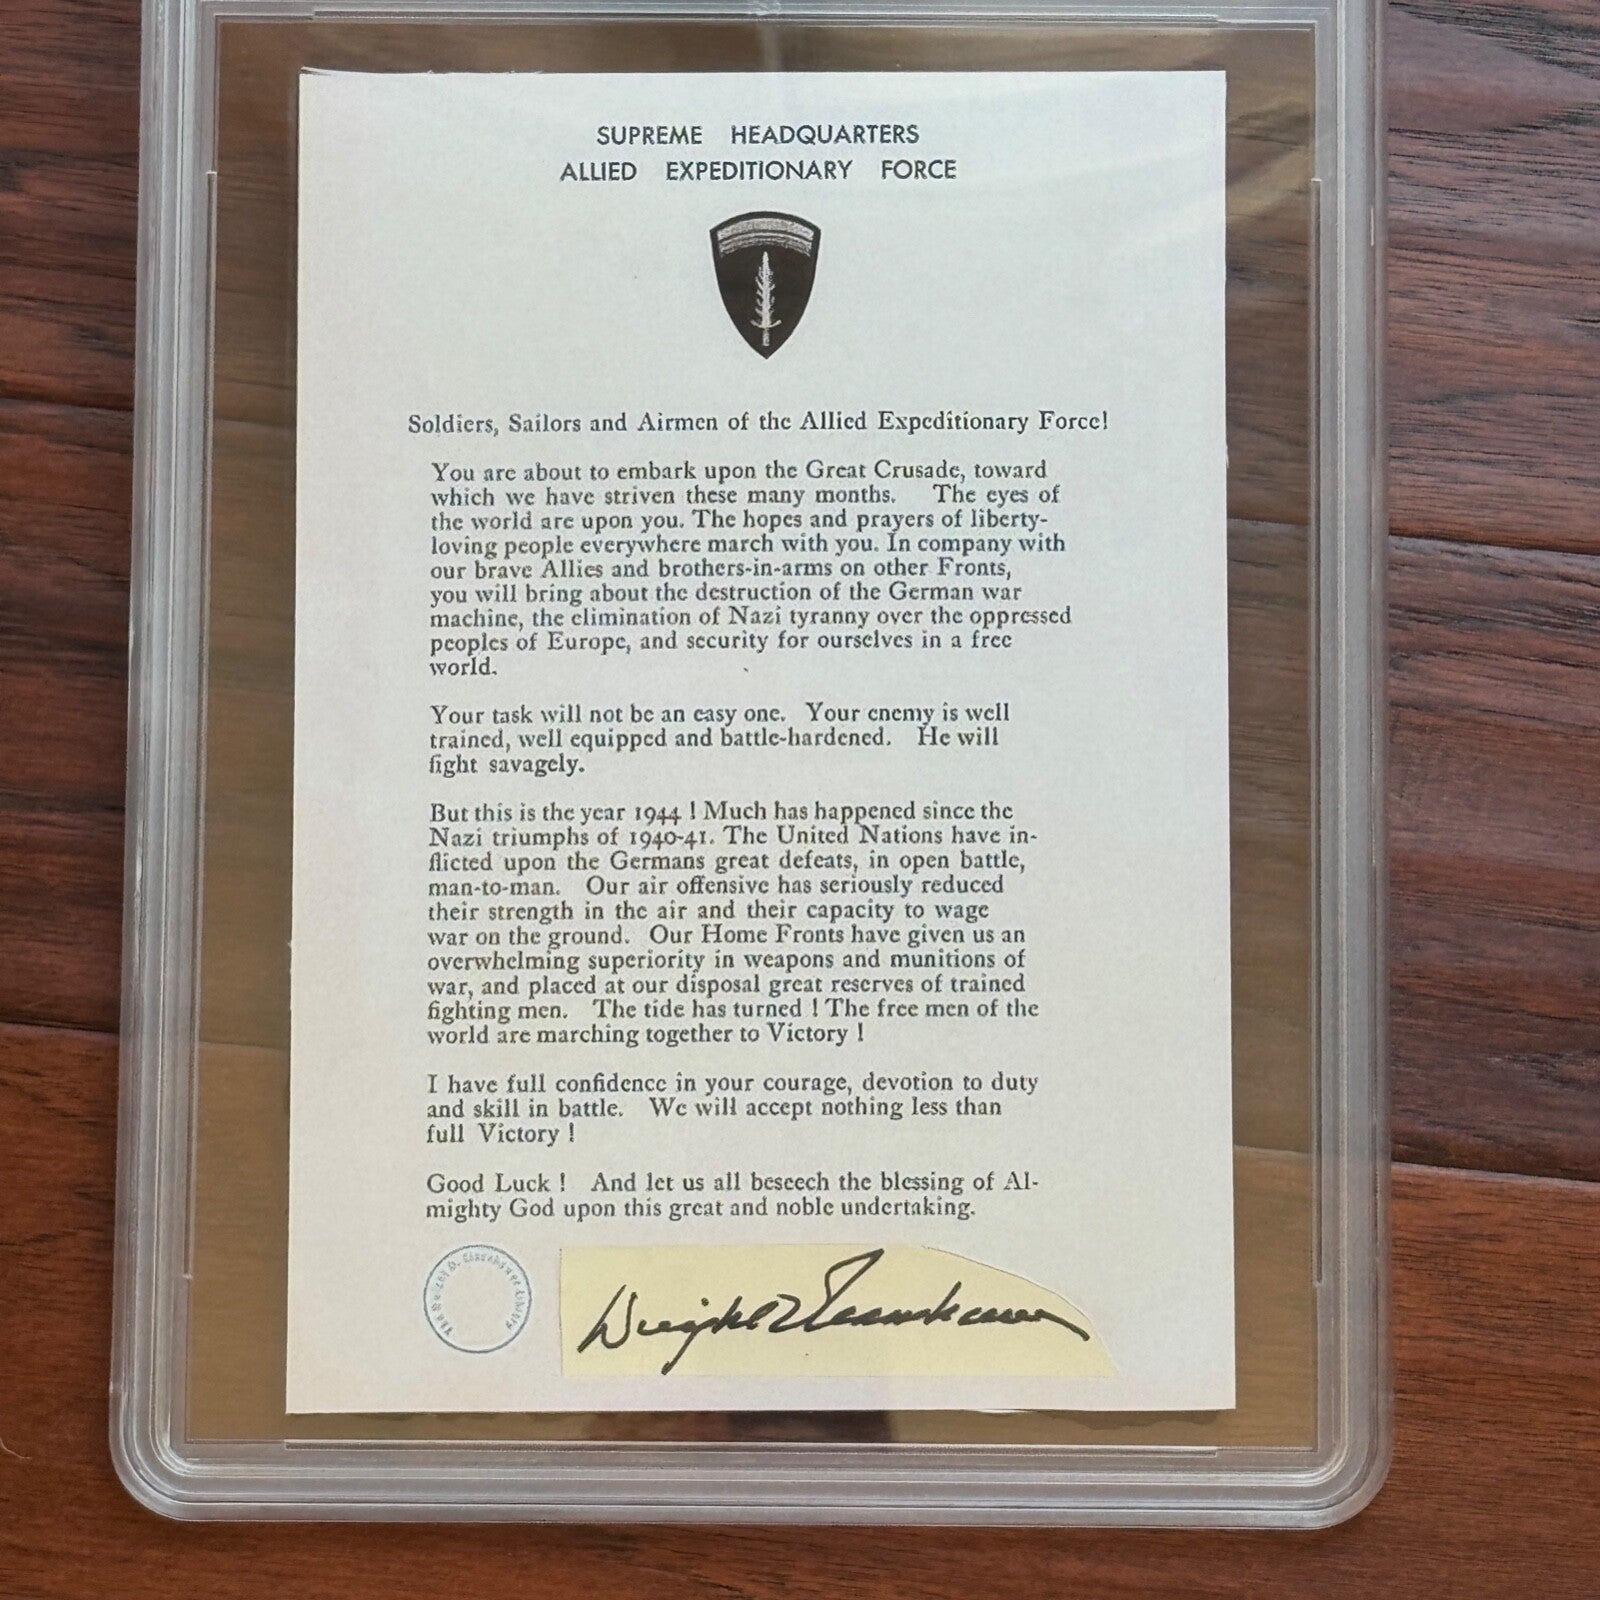 SUPREME HEADQUARTERS
ALLIED EXPEDITIONARY FORCE
Soldiers, Sailors and Airmen of the Allied Expeditionary Force!
You are about to embark upon the Great Crusade, toward
which we have striven these many months. The eyes of
the world are upon you. The hopes and prayers of liberty-
loving people everywhere march with you. In company with
our brave Allies and brothers-in-arms on other Fronts,
you will bring about the destruction of the German war
machine, the elimination of Nazi tyranny over the oppressed
peoples of Europe, and security for ourselves in a free
world.
Your task will not be an easy one. Your enemy is well
trained, well equipped and battle-hardened. He will
fight savagely.
But this is the year 1944 ! Much has happened since the
Nazi triumphs of 1940-41. The United Nations have in-
flicted upon the Germans great defeats, in open battle,
man-to-man. Our air offensive has seriously reduced
their strength in the air and their capacity to wage
war on the ground. Our Home Fronts have given us an
overwhelming superiority in weapons and munitions of
war, and placed at our disposal great reserves of trained
fighting men. The tide has turned ! The free men of the
world are marching together to Victory !
I have full confidence in your courage, devotion to duty
and skill in battle. We will accept nothing less than
full Victory !
Good Luck ! And let us all beseech the blessing of Al-
mighty God upon this great and noble undertaking.
The Dwight D. Eisenhower Library
Dwight D Eisenhower